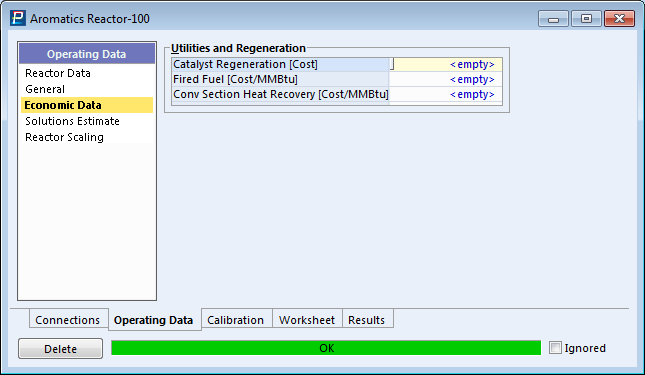 Aromatics Reactor-100
Operating Data
Reactor Data
General
Economic Data
Solutions Estimate
Reactor Scaling
Utilities and Regeneration
Catalyst Regeneration [Cost] <empty>
Fired Fuel [Cost/MMBtu] <empty>
Conv Section Heat Recovery [Cost/MMBtu] <empty>
Connections Operating Data Calibration Worksheet Results
Delete OK Ignored